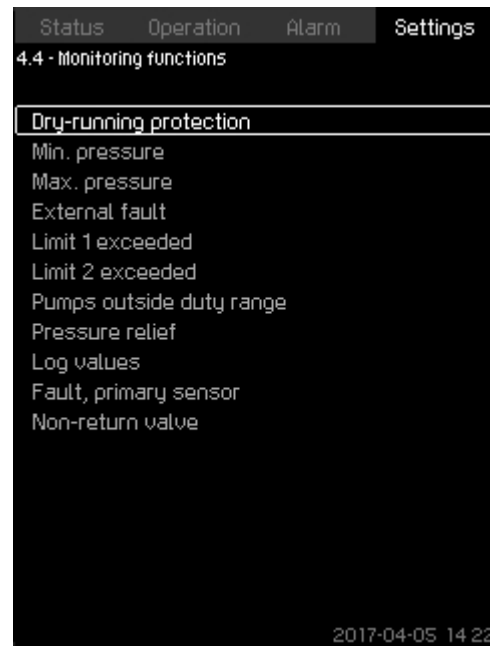 Status Operation Alarm Settings
4.4 - Monitoring functions
Dry-running protection
Min. pressure
Max. pressure
External fault
Limit 1 exceeded
Limit 2 exceeded
Pumps outside duty range
Pressure relief
Log values
Fault, primary sensor
Non-return valve
2017-04-05 14 22